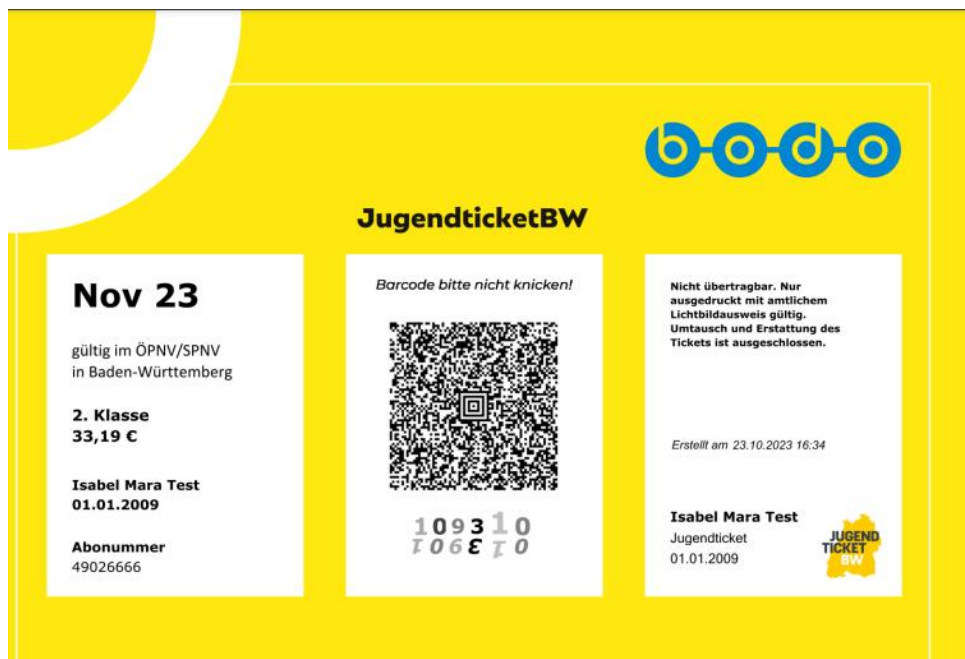 bodo
JugendticketBW
Nov 23
gültig im ÖPNV/SPNV
in Baden-Württemberg
2. Klasse
33,19 €
Isabel Mara Test
01.01.2009
Abonummer
49026666
Barcode bitte nicht knicken!
109310
109310
Nicht übertragbar. Nur
ausgedruckt mit amtlichem
Lichtbildausweis gültig.
Umtausch und Erstattung des
Tickets ist ausgeschlossen.
Erstellt am 23.10.2023 16:34
Isabel Mara Test
Jugendticket
01.01.2009
JUGEND
TICKET
BW